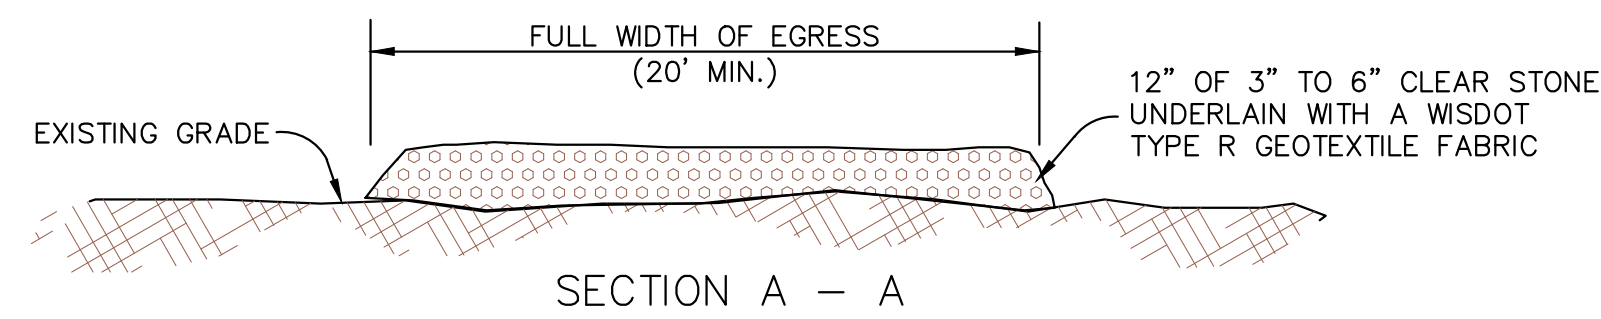 FULL WIDTH OF EGRESS
(20' MIN.)
12" OF 3" TO 6" CLEAR STONE
UNDERLAIN WITH A WISDOT
TYPE R GEOTEXTILE FABRIC
EXISTING GRADE
SECTION A – A